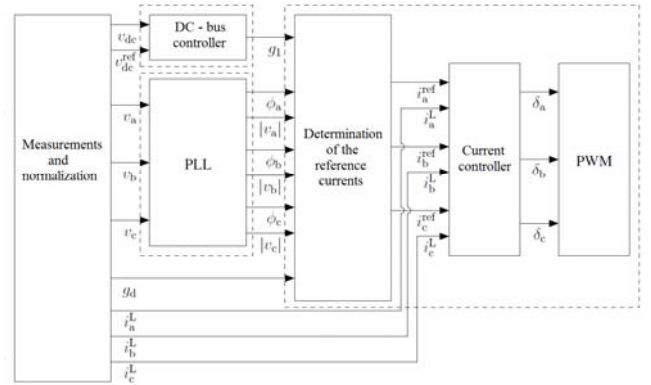 Measurements
and
normalization
v_dc
v_dc^ref
v_a
v_b
v_c
g_d
i_a^L
i_b^L
i_c^L
DC - bus
controller
PLL
g_1
ϕ_a
|v_a|
ϕ_b
|v_b|
ϕ_c
|v_c|
Determination
of the
reference
currents
i_a^ref
i_a^L
i_b^ref
i_b^L
i_c^ref
i_c^L
Current
controller
δ_a
δ_b
δ_c
PWM